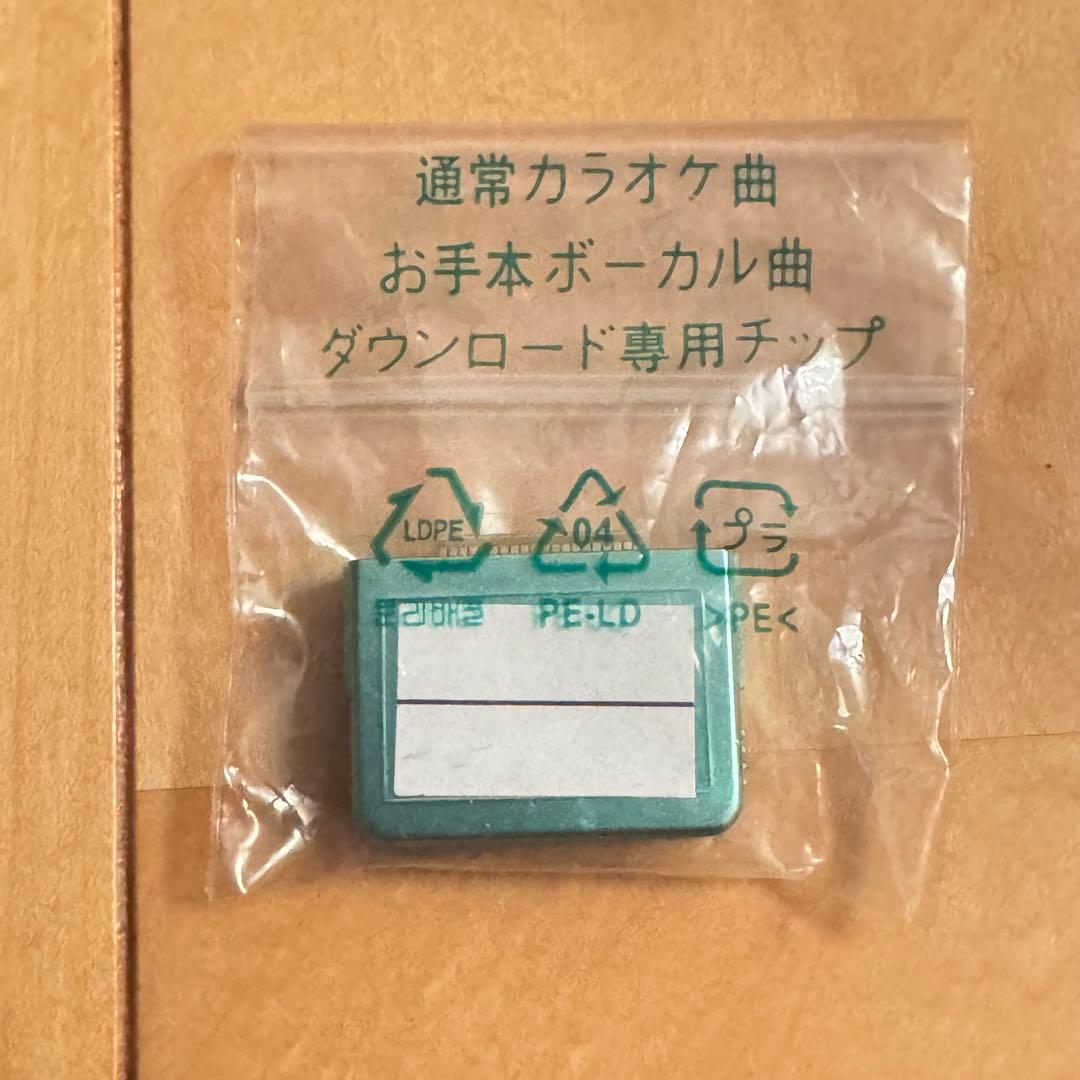 通常カラオケ曲
お手本ボーカル曲
ダウンロード専用チップ
LDPE 04 プラ
PE-LD >PE<